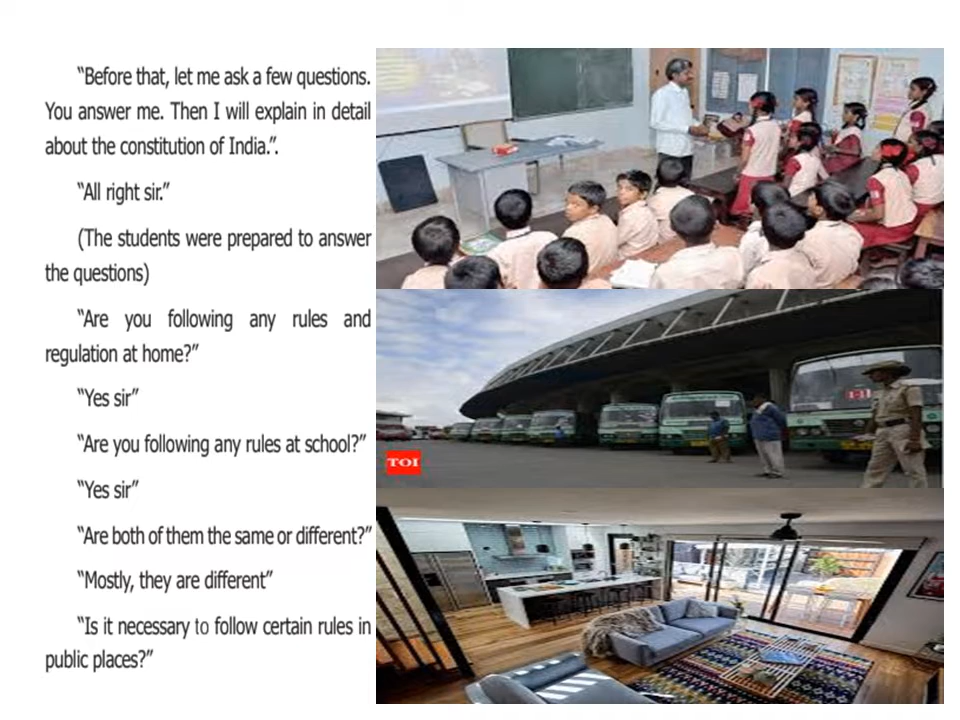 “Before that, let me ask a few questions.
You answer me. Then I will explain in detail
about the constitution of India.”.
“All right sir.”
(The students were prepared to answer
the questions)
“Are you following any rules and
regulation at home?”
“Yes sir”
“Are you following any rules at school?”
“Yes sir”
“Are both of them the same or different?”
“Mostly, they are different”
“Is it necessary to follow certain rules in
public places?”
TOI